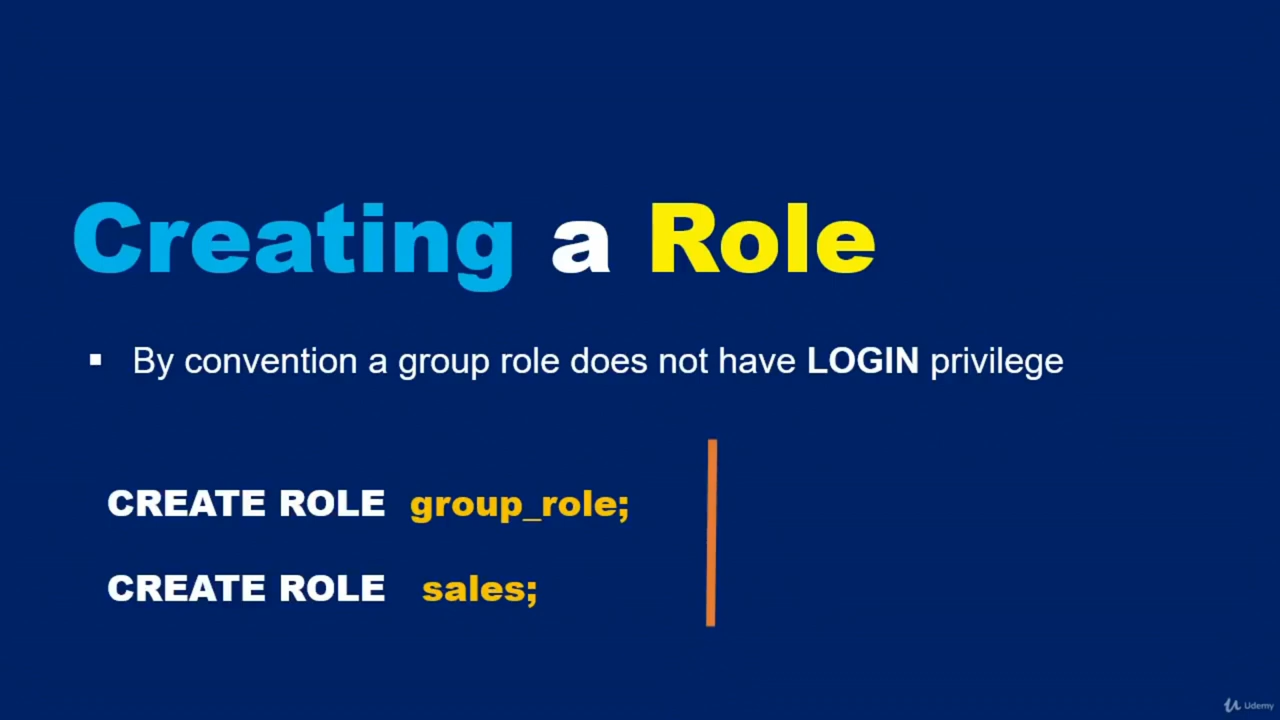 Creating a Role
▪ By convention a group role does not have LOGIN privilege
CREATE ROLE group_role;
CREATE ROLE sales;
Udemy